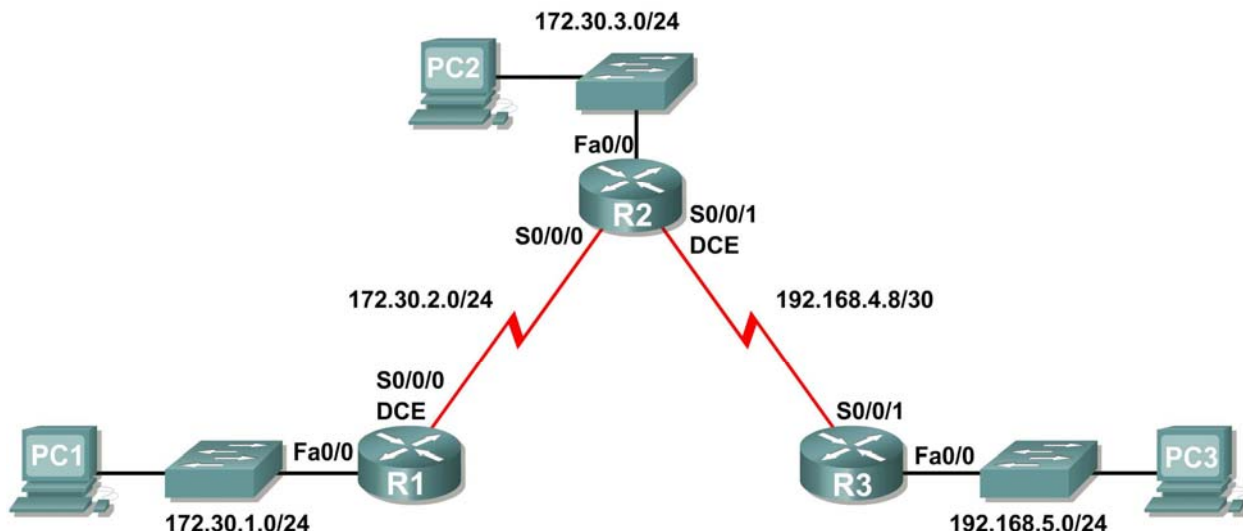 172.30.3.0/24
PC2
Fa0/0
R2
S0/0/1
DCE
S0/0/0
172.30.2.0/24
192.168.4.8/30
S0/0/0
DCE
S0/0/1
PC1
Fa0/0
R1
R3
Fa0/0
PC3
172.30.1.0/24
192.168.5.0/24